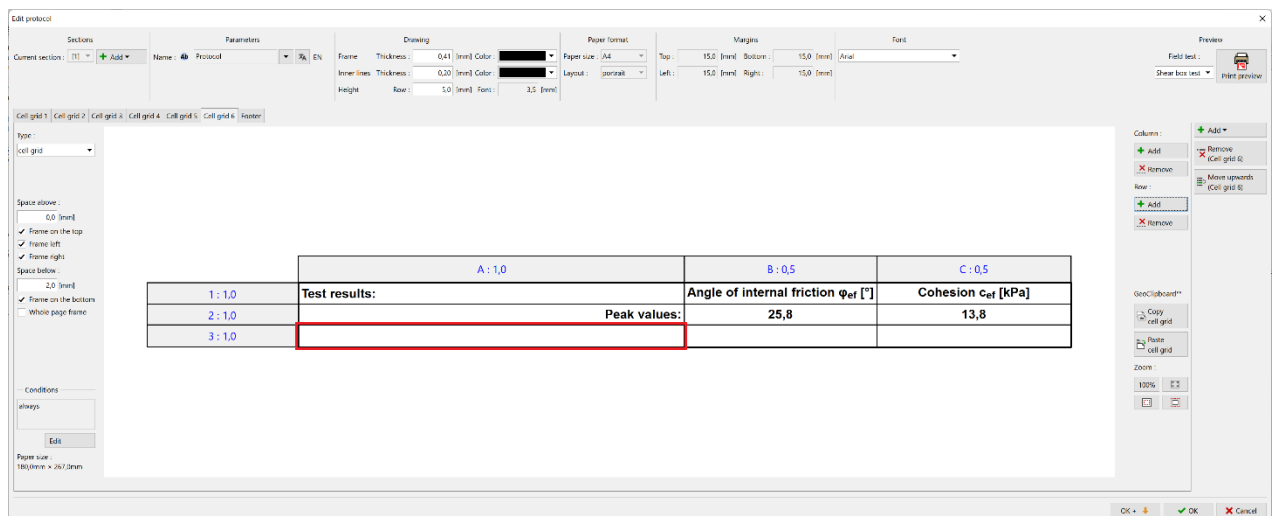 Edit protocol
Sections Parameters Drawing Paper format Margins Font Preview
Current section : [1] Add Name : Protocol EN Frame Thickness : 0,41 [mm] Color : Paper size : A4 Top : 15,0 [mm] Bottom : 15,0 [mm] Arial Field test :
Inner lines Thickness : 0,20 [mm] Color : Layout : portrait Left : 15,0 [mm] Right : 15,0 [mm] Shear box test Print preview
Height Row : 5,0 [mm] Font : 3,5 [mm]
Cell grid 1 Cell grid 2 Cell grid 3 Cell grid 4 Cell grid 5 Cell grid 6 Footer
Type :
cell grid
Space above :
0,0 [mm]
Frame on the top
Frame left
Frame right
Space below :
2,0 [mm]
Frame on the bottom
Whole page frame
Conditions
always
Edit
Paper size :
180,0mm × 267,0mm
A : 1,0 B : 0,5 C : 0,5
1 : 1,0 Test results: Angle of internal friction φef [°] Cohesion cef [kPa]
2 : 1,0 Peak values: 25,8 13,8
3 : 1,0
Column :
Add
Remove
Row :
Add
Remove
GeoClipboard™
Copy
cell grid
Paste
cell grid
Zoom :
100%
Add
Remove
(Cell grid 6)
Move upwards
(Cell grid 6)
OK + OK Cancel